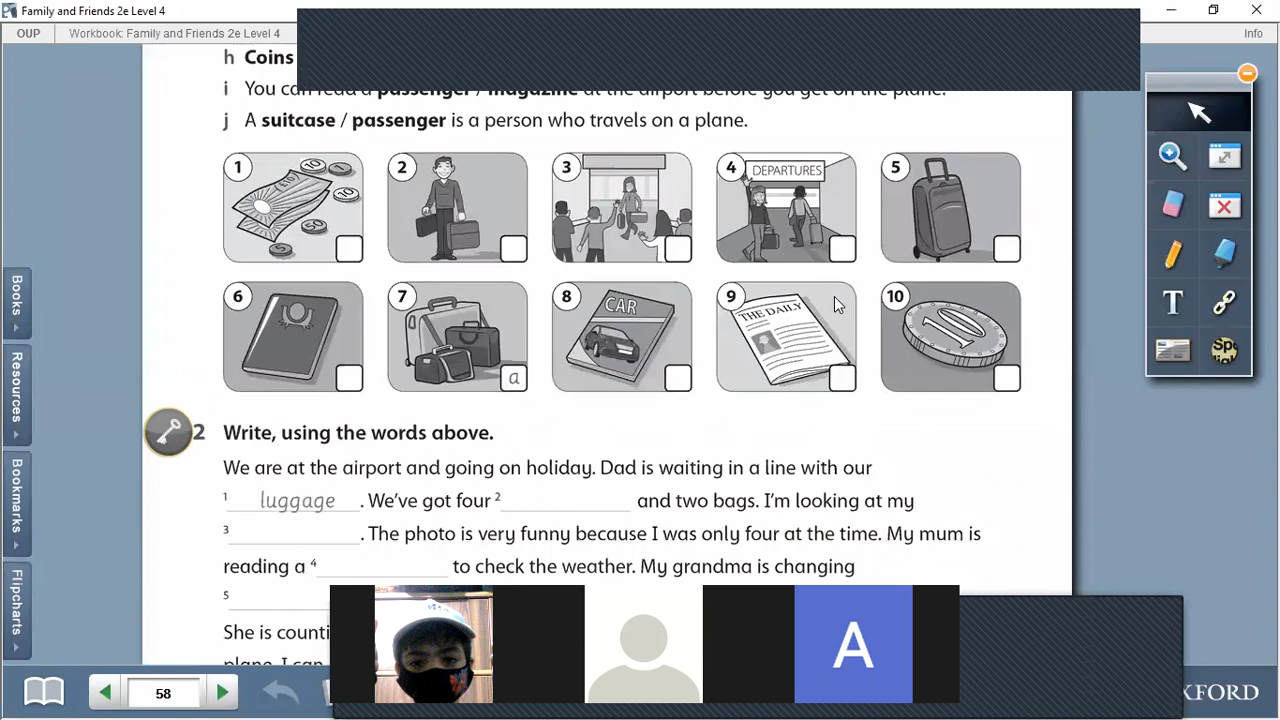 Family and Friends 2e Level 4
OUP
Workbook: Family and Friends 2e Level 4
Info
h Coins
i You can read a passenger / magazine at the airport before you get on the plane.
j A suitcase / passenger is a person who travels on a plane.
1
2
3
4
DEPARTURES
5
10
50
5
6
7
a
8
CAR
9
THE DAILY
10
10
2 Write, using the words above.
We are at the airport and going on holiday. Dad is waiting in a line with our
1 luggage . We've got four 2 and two bags. I'm looking at my
3 . The photo is very funny because I was only four at the time. My mum is
reading a 4 to check the weather. My grandma is changing
5
She is counti
plane. I can
A
Books
Resources
Bookmarks
Flipcharts
T
58
XFORD